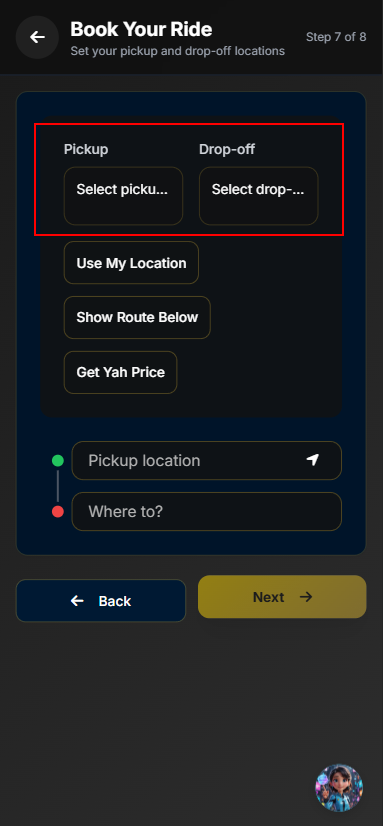 Book Your Ride
Set your pickup and drop-off locations
Step 7 of 8
Pickup
Drop-off
Select picku...
Select drop-...
Use My Location
Show Route Below
Get Yah Price
Pickup location
Where to?
Back
Next